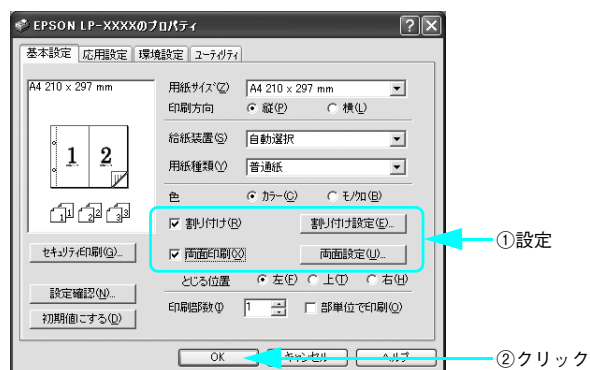 EPSON LP-XXXXのプロパティ
基本設定 応用設定 環境設定 ユーティリティ
A4 210 x 297 mm
用紙サイズ(Z) A4 210 x 297 mm
印刷方向 縦(P) 横(L)
給紙装置(S) 自動選択
用紙種類(Y) 普通紙
1 2
色 カラー(C) モノクロ(B)
1 1 2 2 3 3
割り付け(R) 割り付け設定(E)...
①設定
セキュリティ印刷(G)... 両面印刷(X) 両面設定(U)...
とじる位置 左(F) 上(T) 右(H)
設定確認(N)...
印刷部数(I) 1 部単位で印刷(O)
初期値にする(D)
OK キャンセル ヘルプ
②クリック